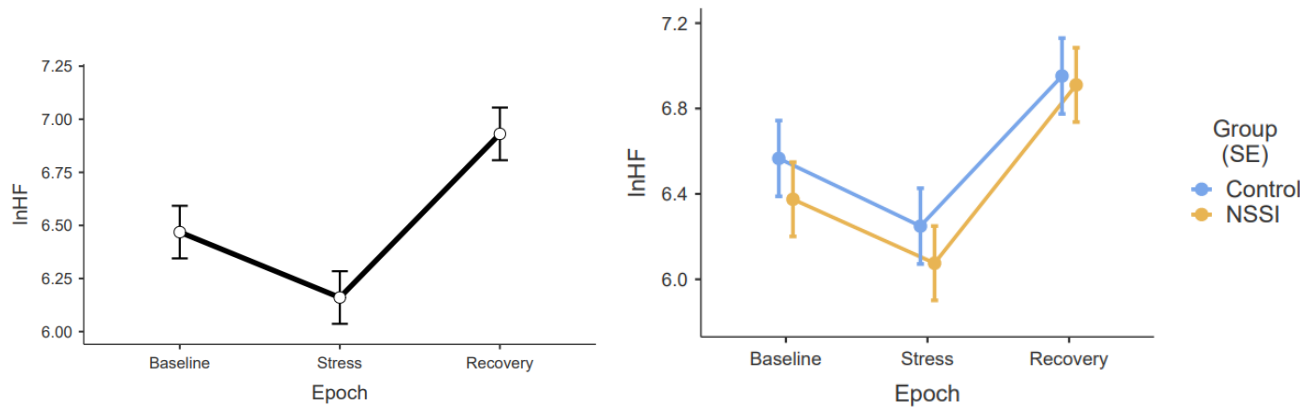 7.25
7.00
6.75
6.50
6.25
6.00
lnHF
Baseline Stress Recovery
Epoch
7.2
6.8
6.4
6.0
lnHF
Baseline Stress Recovery
Epoch
Group
(SE)
Control
NSSI